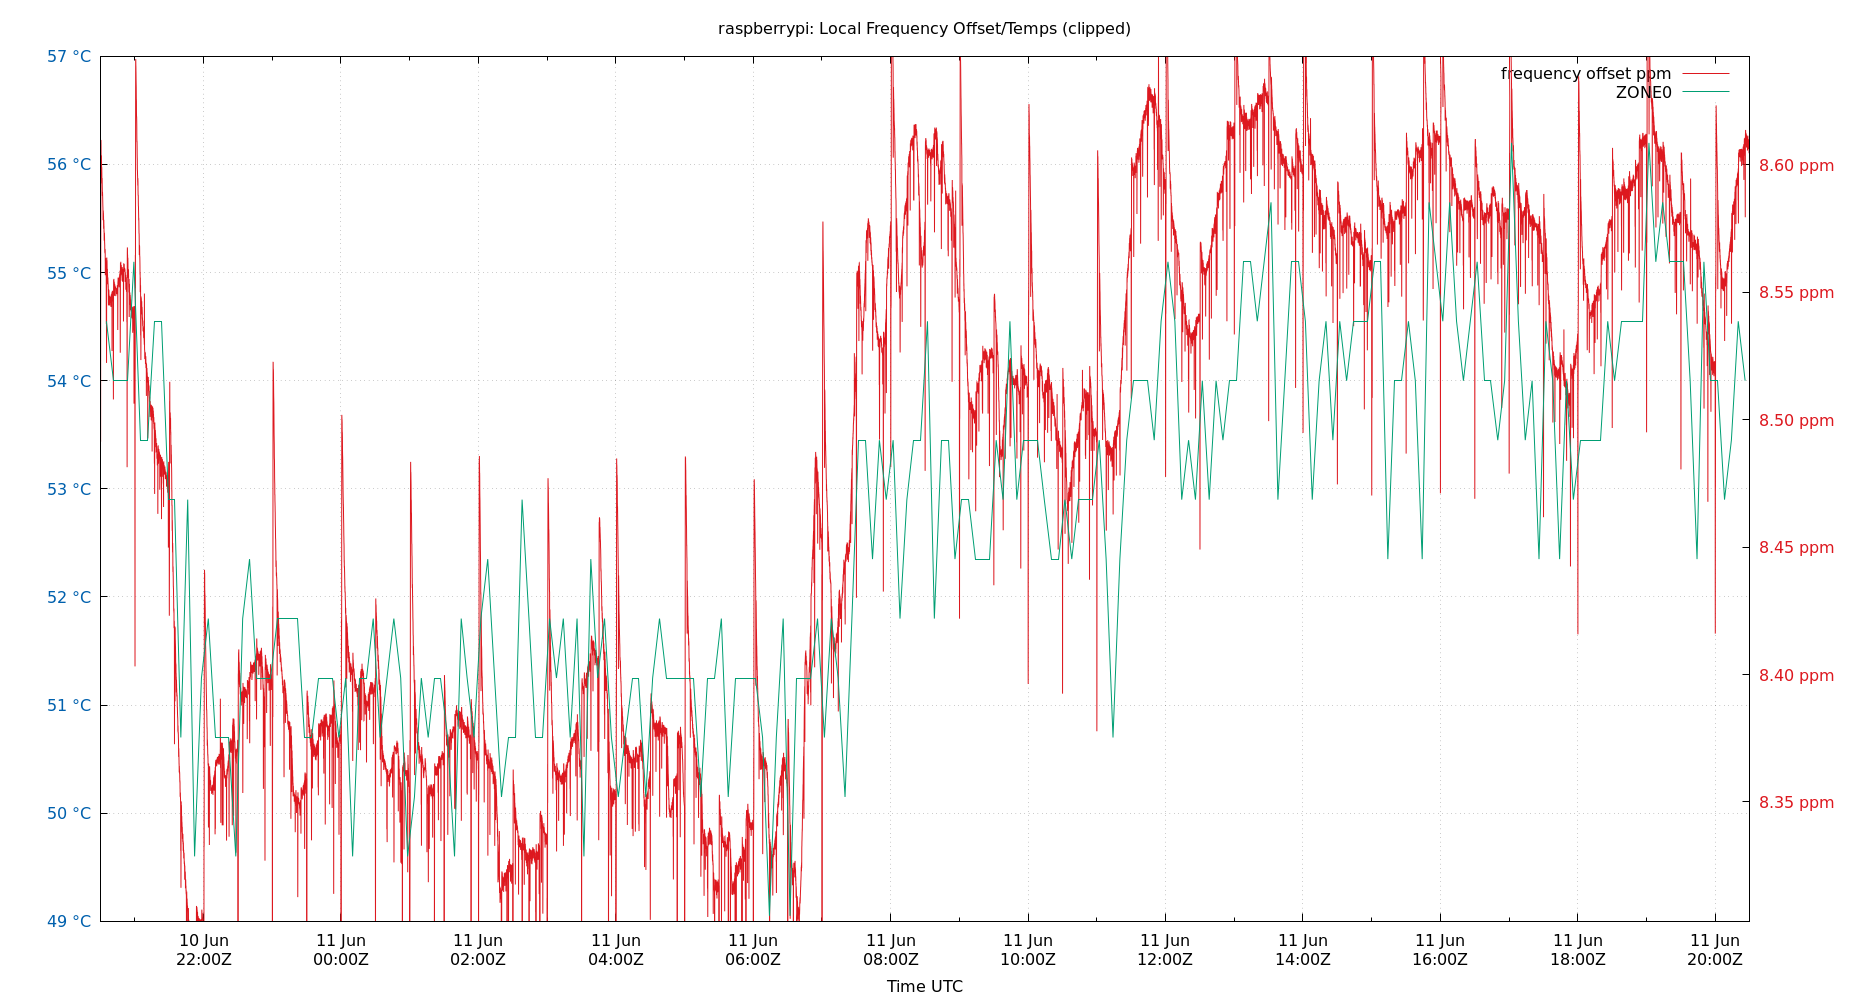 raspberrypi: Local Frequency Offset/Temps (clipped)
57 °C
56 °C
55 °C
54 °C
53 °C
52 °C
51 °C
50 °C
49 °C
frequency offset ppm
ZONE0
8.60 ppm
8.55 ppm
8.50 ppm
8.45 ppm
8.40 ppm
8.35 ppm
10 Jun
22:00Z
11 Jun
00:00Z
11 Jun
02:00Z
11 Jun
04:00Z
11 Jun
06:00Z
11 Jun
08:00Z
11 Jun
10:00Z
11 Jun
12:00Z
11 Jun
14:00Z
11 Jun
16:00Z
11 Jun
18:00Z
11 Jun
20:00Z
Time UTC